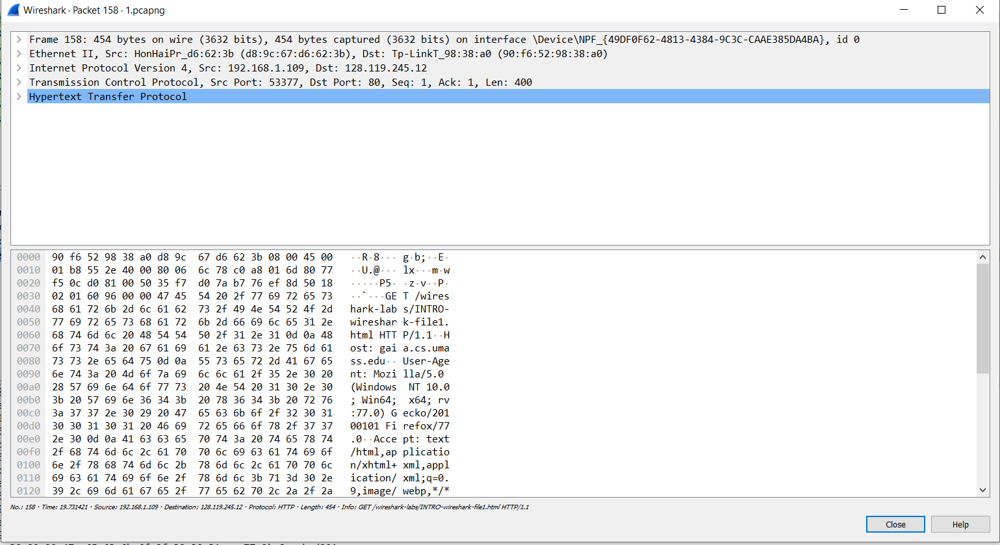 Wireshark · Packet 158 · 1.pcapng
Frame 158: 454 bytes on wire (3632 bits), 454 bytes captured (3632 bits) on interface \Device\NPF_{49DF0F62-4813-4384-9C3C-CAAE385DA4BA}, id 0
Ethernet II, Src: HonHaiPr_d6:62:3b (d8:9c:67:d6:62:3b), Dst: Tp-LinkT_98:38:a0 (90:f6:52:98:38:a0)
Internet Protocol Version 4, Src: 192.168.1.109, Dst: 128.119.245.12
Transmission Control Protocol, Src Port: 53377, Dst Port: 80, Seq: 1, Ack: 1, Len: 400
Hypertext Transfer Protocol
0000 90 f6 52 98 38 a0 d8 9c 67 d6 62 3b 08 00 45 00 ··R·8··· g·b;··E·
0010 01 b8 55 2e 40 00 80 06 6c 78 c0 a8 01 6d 80 77 ··U.@··· lx···m·w
0020 f5 0c d0 81 00 50 35 f7 d0 7a b7 76 ef 8d 50 18 ·····P5· ·z·v··P·
0030 02 01 60 96 00 00 47 45 54 20 2f 77 69 72 65 73 ··`···GE T /wires
0040 68 61 72 6b 2d 6c 61 62 73 2f 49 4e 54 52 4f 2d hark-lab s/INTRO-
0050 77 69 72 65 73 68 61 72 6b 2d 66 69 6c 65 31 2e wireshar k-file1.
0060 68 74 6d 6c 20 48 54 54 50 2f 31 2e 31 0d 0a 48 html HTT P/1.1··H
0070 6f 73 74 3a 20 67 61 69 61 2e 63 73 2e 75 6d 61 ost: gai a.cs.uma
0080 73 73 2e 65 64 75 0d 0a 55 73 65 72 2d 41 67 65 ss.edu·· User-Age
0090 6e 74 3a 20 4d 6f 7a 69 6c 6c 61 2f 35 2e 30 20 nt: Mozi lla/5.0
00a0 28 57 69 6e 64 6f 77 73 20 4e 54 20 31 30 2e 30 (Windows NT 10.0
00b0 3b 20 57 69 6e 36 34 3b 20 78 36 34 3b 20 72 76 ; Win64; x64; rv
00c0 3a 37 37 2e 30 29 20 47 65 63 6b 6f 2f 32 30 31 :77.0) G ecko/201
00d0 30 30 31 30 31 20 46 69 72 65 66 6f 78 2f 37 37 00101 Fi refox/77
00e0 2e 30 0d 0a 41 63 63 65 70 74 3a 20 74 65 78 74 .0··Acce pt: text
00f0 2f 68 74 6d 6c 2c 61 70 70 6c 69 63 61 74 69 6f /html,ap plicatio
0100 6e 2f 78 68 74 6d 6c 2b 78 6d 6c 2c 61 70 70 6c n/xhtml+ xml,appl
0110 69 63 61 74 69 6f 6e 2f 78 6d 6c 3b 71 3d 30 2e ication/ xml;q=0.
0120 39 2c 69 6d 61 67 65 2f 77 65 62 70 2c 2a 2f 2a 9,image/ webp,*/*
No.: 158 · Time: 19.731421 · Source: 192.168.1.109 · Destination: 128.119.245.12 · Protocol: HTTP · Length: 454 · Info: GET /wireshark-labs/INTRO-wireshark-file1.html HTTP/1.1
Close
Help